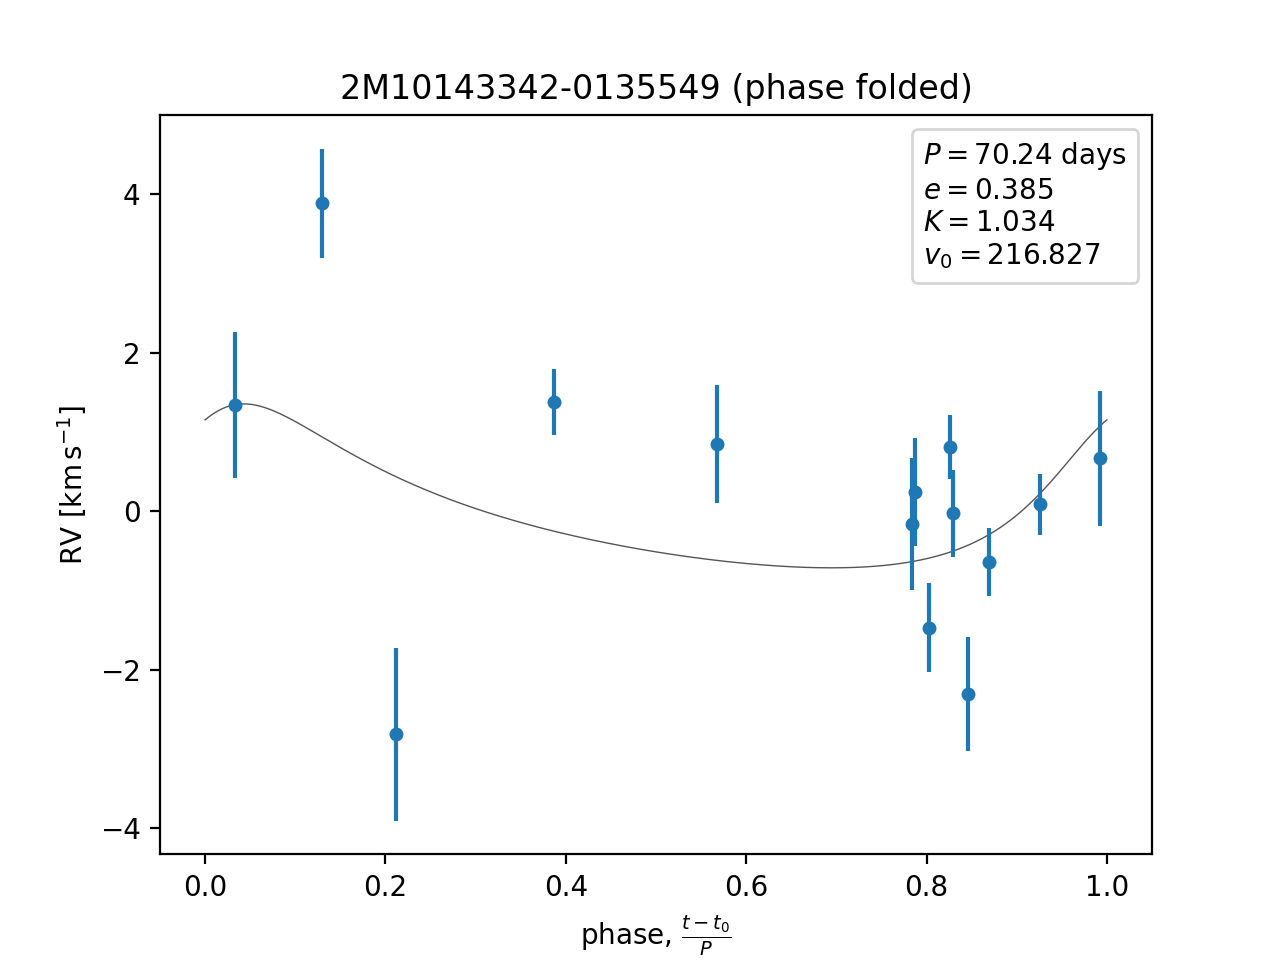 2M10143342-0135549 (phase folded)
P = 70.24 days
e = 0.385
K = 1.034
v₀ = 216.827
RV [km s⁻¹]
4
2
0
−2
−4
0.0 0.2 0.4 0.6 0.8 1.0
phase, (t − t₀)/P